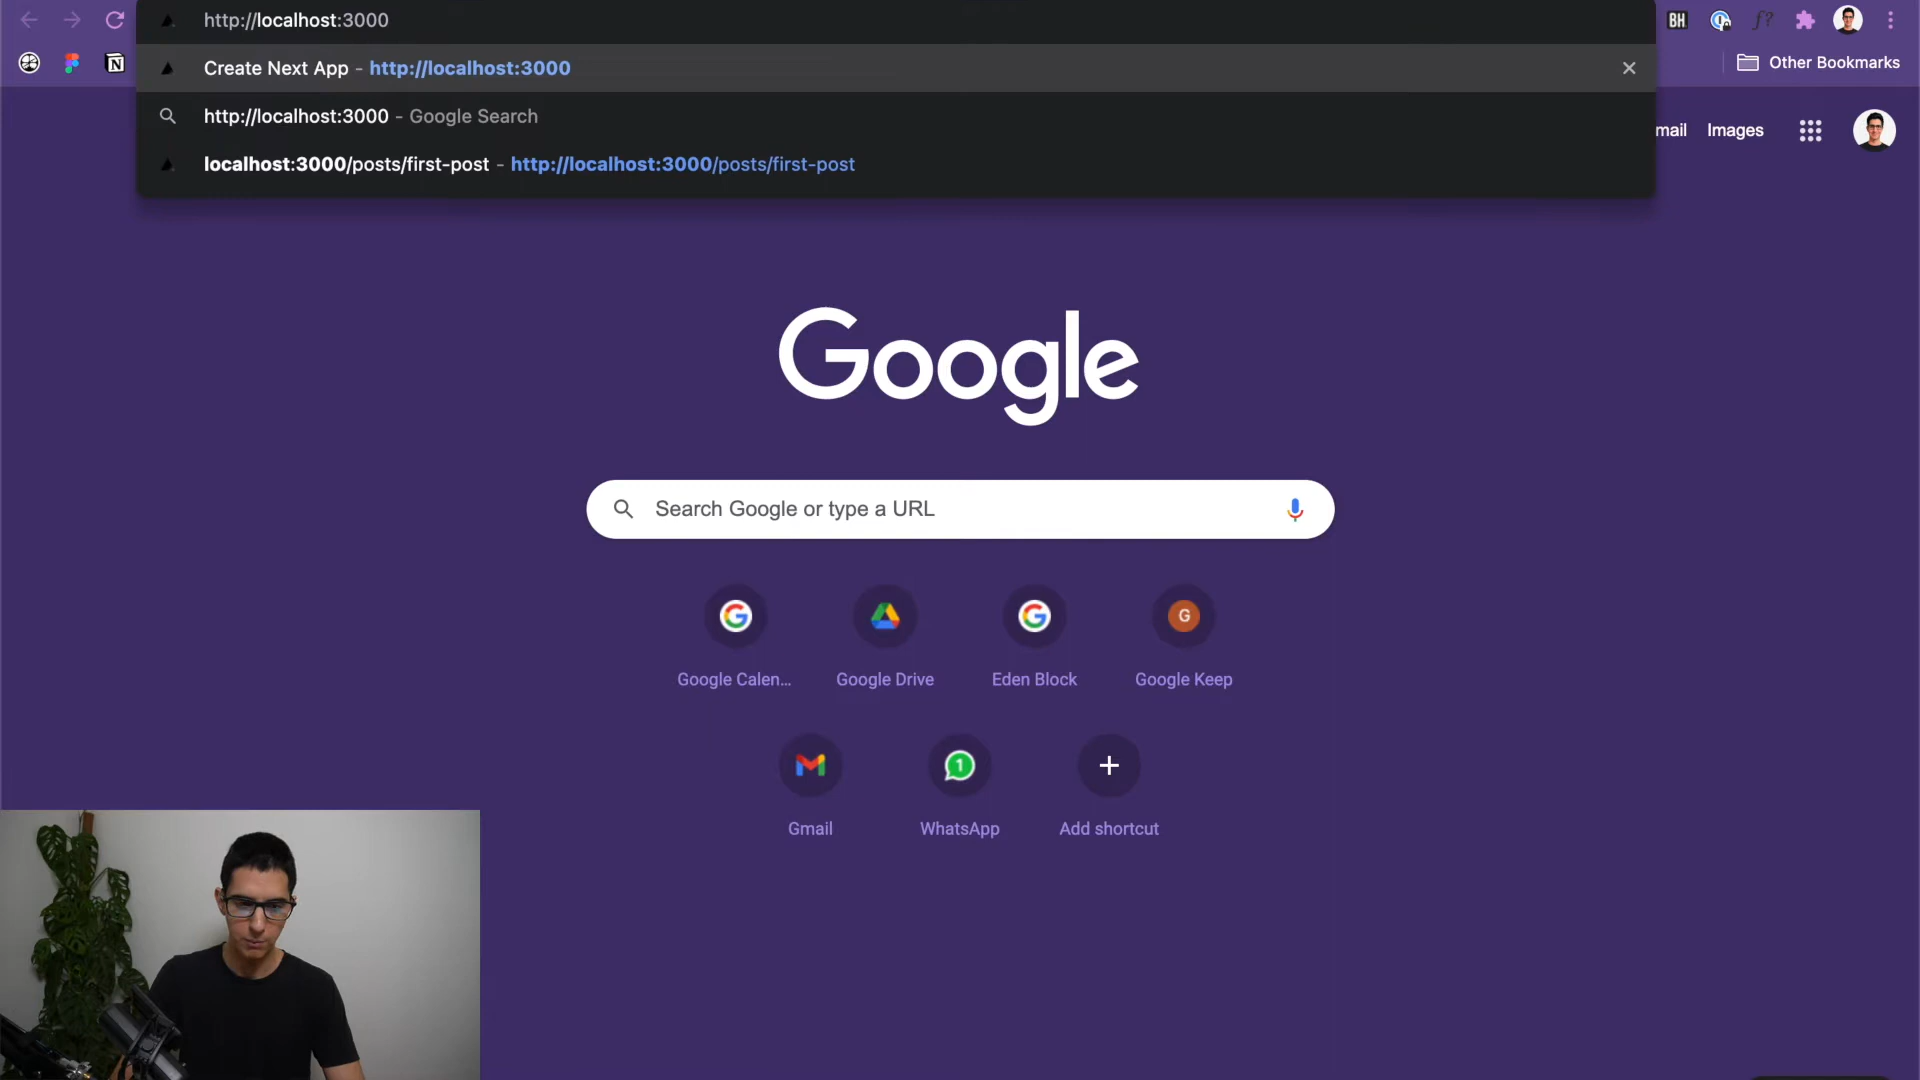 http://localhost:3000
BH
f?
N
Create Next App - http://localhost:3000
Other Bookmarks
http://localhost:3000 - Google Search
mail Images
localhost:3000/posts/first-post - http://localhost:3000/posts/first-post
Google
Search Google or type a URL
G G G
Google Calen... Google Drive Eden Block Google Keep
1
Gmail WhatsApp Add shortcut